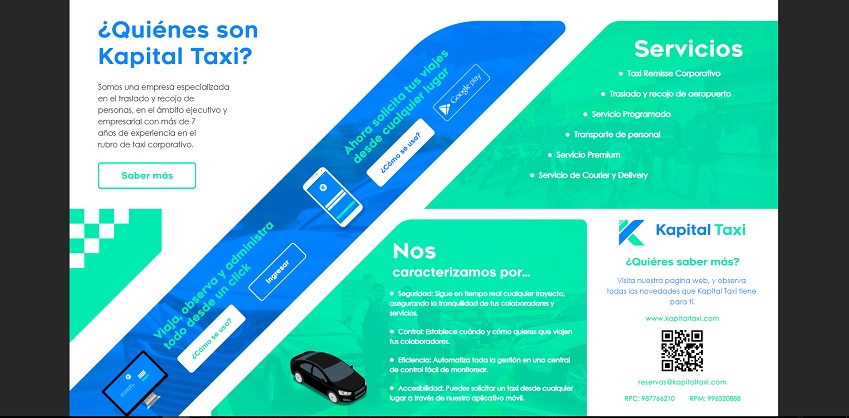 ¿Quiénes son
Kapital Taxi?
Somos una empresa especializada
en el traslado y recojo de
personas, en el ámbito ejecutivo y
empresarial con más de 7
años de experiencia en el
rubro de taxi corporativo.
Saber más
Ahora solicita tus viajes
desde cualquier lugar
Google play
¿Cómo se usa?
Viaja, observa y administra
todo desde un click
Ingresar
¿Cómo se usa?
Servicios
Taxi Remisse Corporativo
Traslado y recojo de aeropuerto
Servicio Programado
Transporte de personal
Servicio Premium
Servicio de Courier y Delivery
Nos
caracterizamos por...
Seguridad: Sigue en tiempo real cualquier trayecto,
asegurando la tranquilidad de tus colaboradores y
servicios.
Control: Establece cuándo y cómo quieres que viajen
tus colaboradores.
Eficiencia: Automatiza toda la gestión en una central
de control fácil de monitorear.
Accesibilidad: Puedes solicitar un taxi desde cualquier
lugar a través de nuestro aplicativo móvil.
Kapital Taxi
¿Quiéres saber más?
Visita nuestra pagina web, y observa
todas las novedades que Kapital Taxi tiene
para ti.
www.kapitaltaxi.com
reservas@kapitaltaxi.com
RPC: 987766210 RPM: 996520888